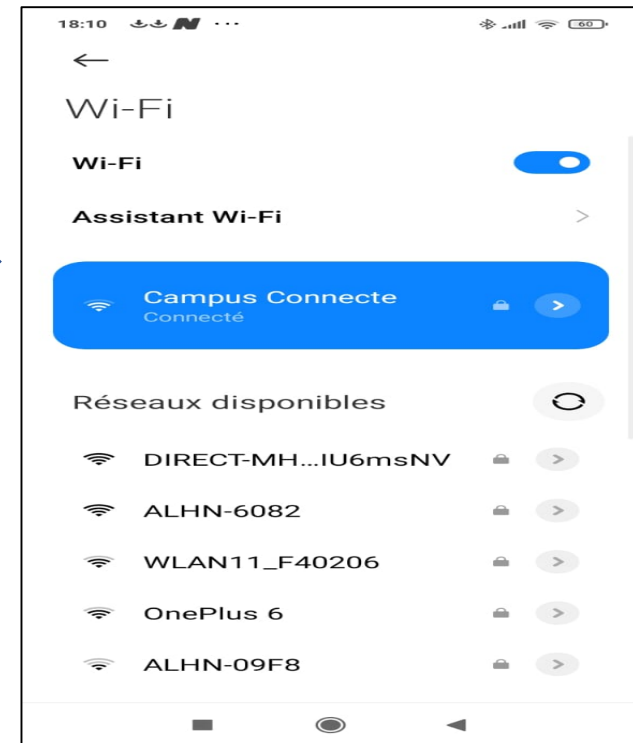 18:10 N ...
60
Wi-Fi
Wi-Fi
Assistant Wi-Fi
Campus Connecte
Connecté
Réseaux disponibles
DIRECT-MH...IU6msNV
ALHN-6082
WLAN11_F40206
OnePlus 6
ALHN-09F8